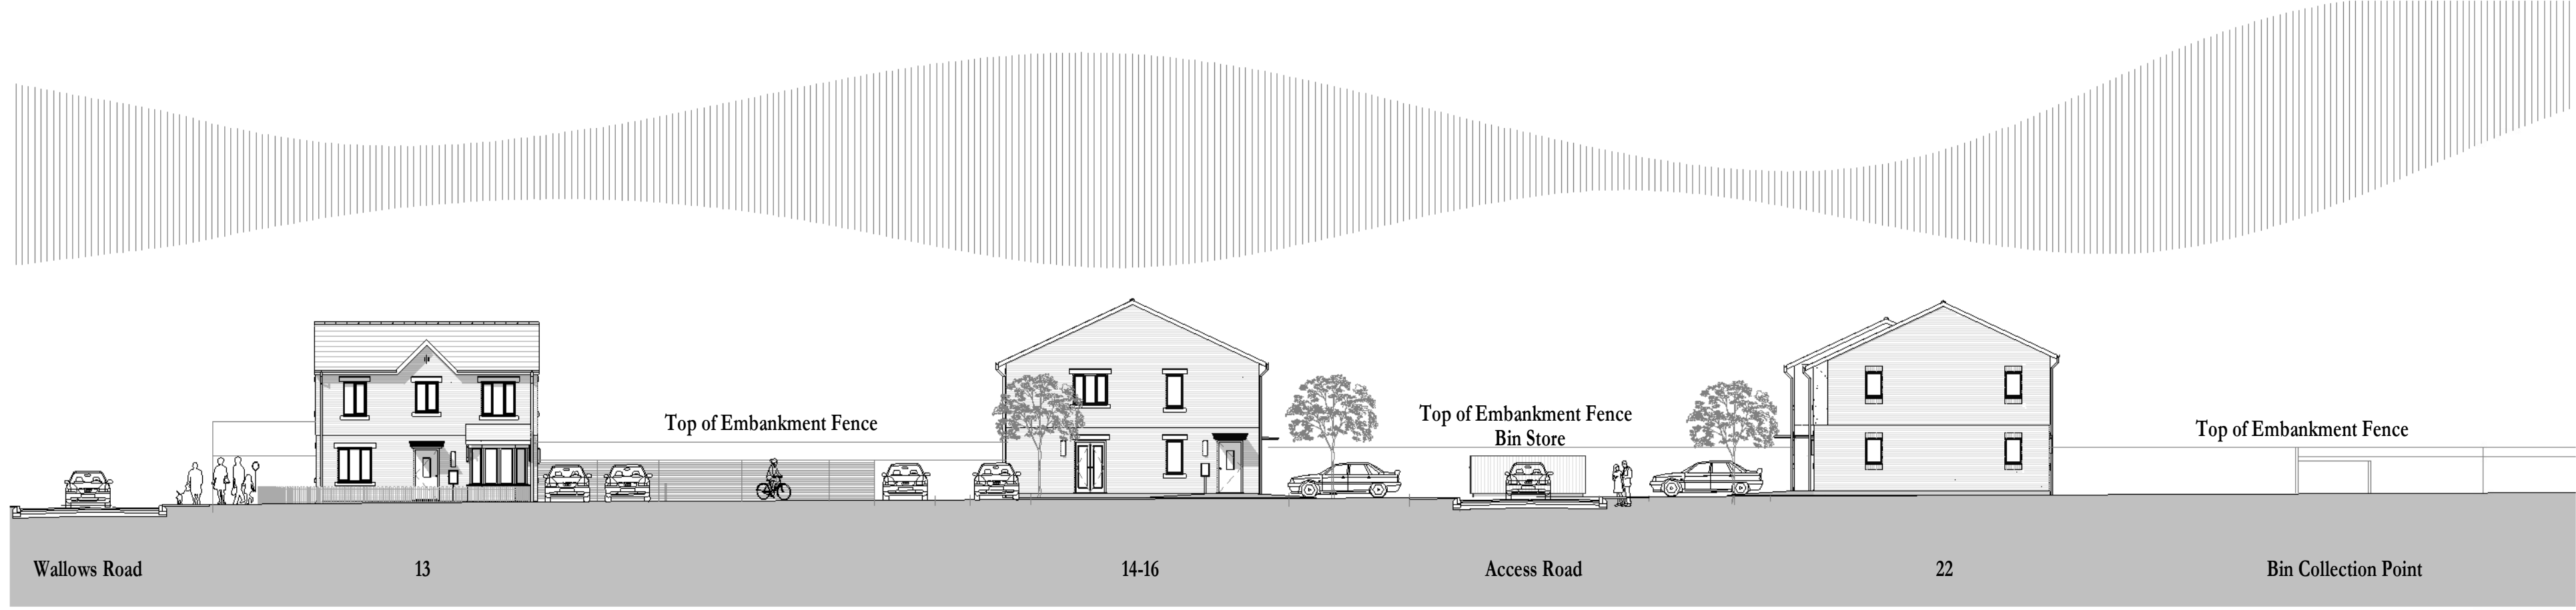 Top of Embankment Fence
Top of Embankment Fence
Bin Store
Top of Embankment Fence
Wallows Road
13
14-16
Access Road
22
Bin Collection Point